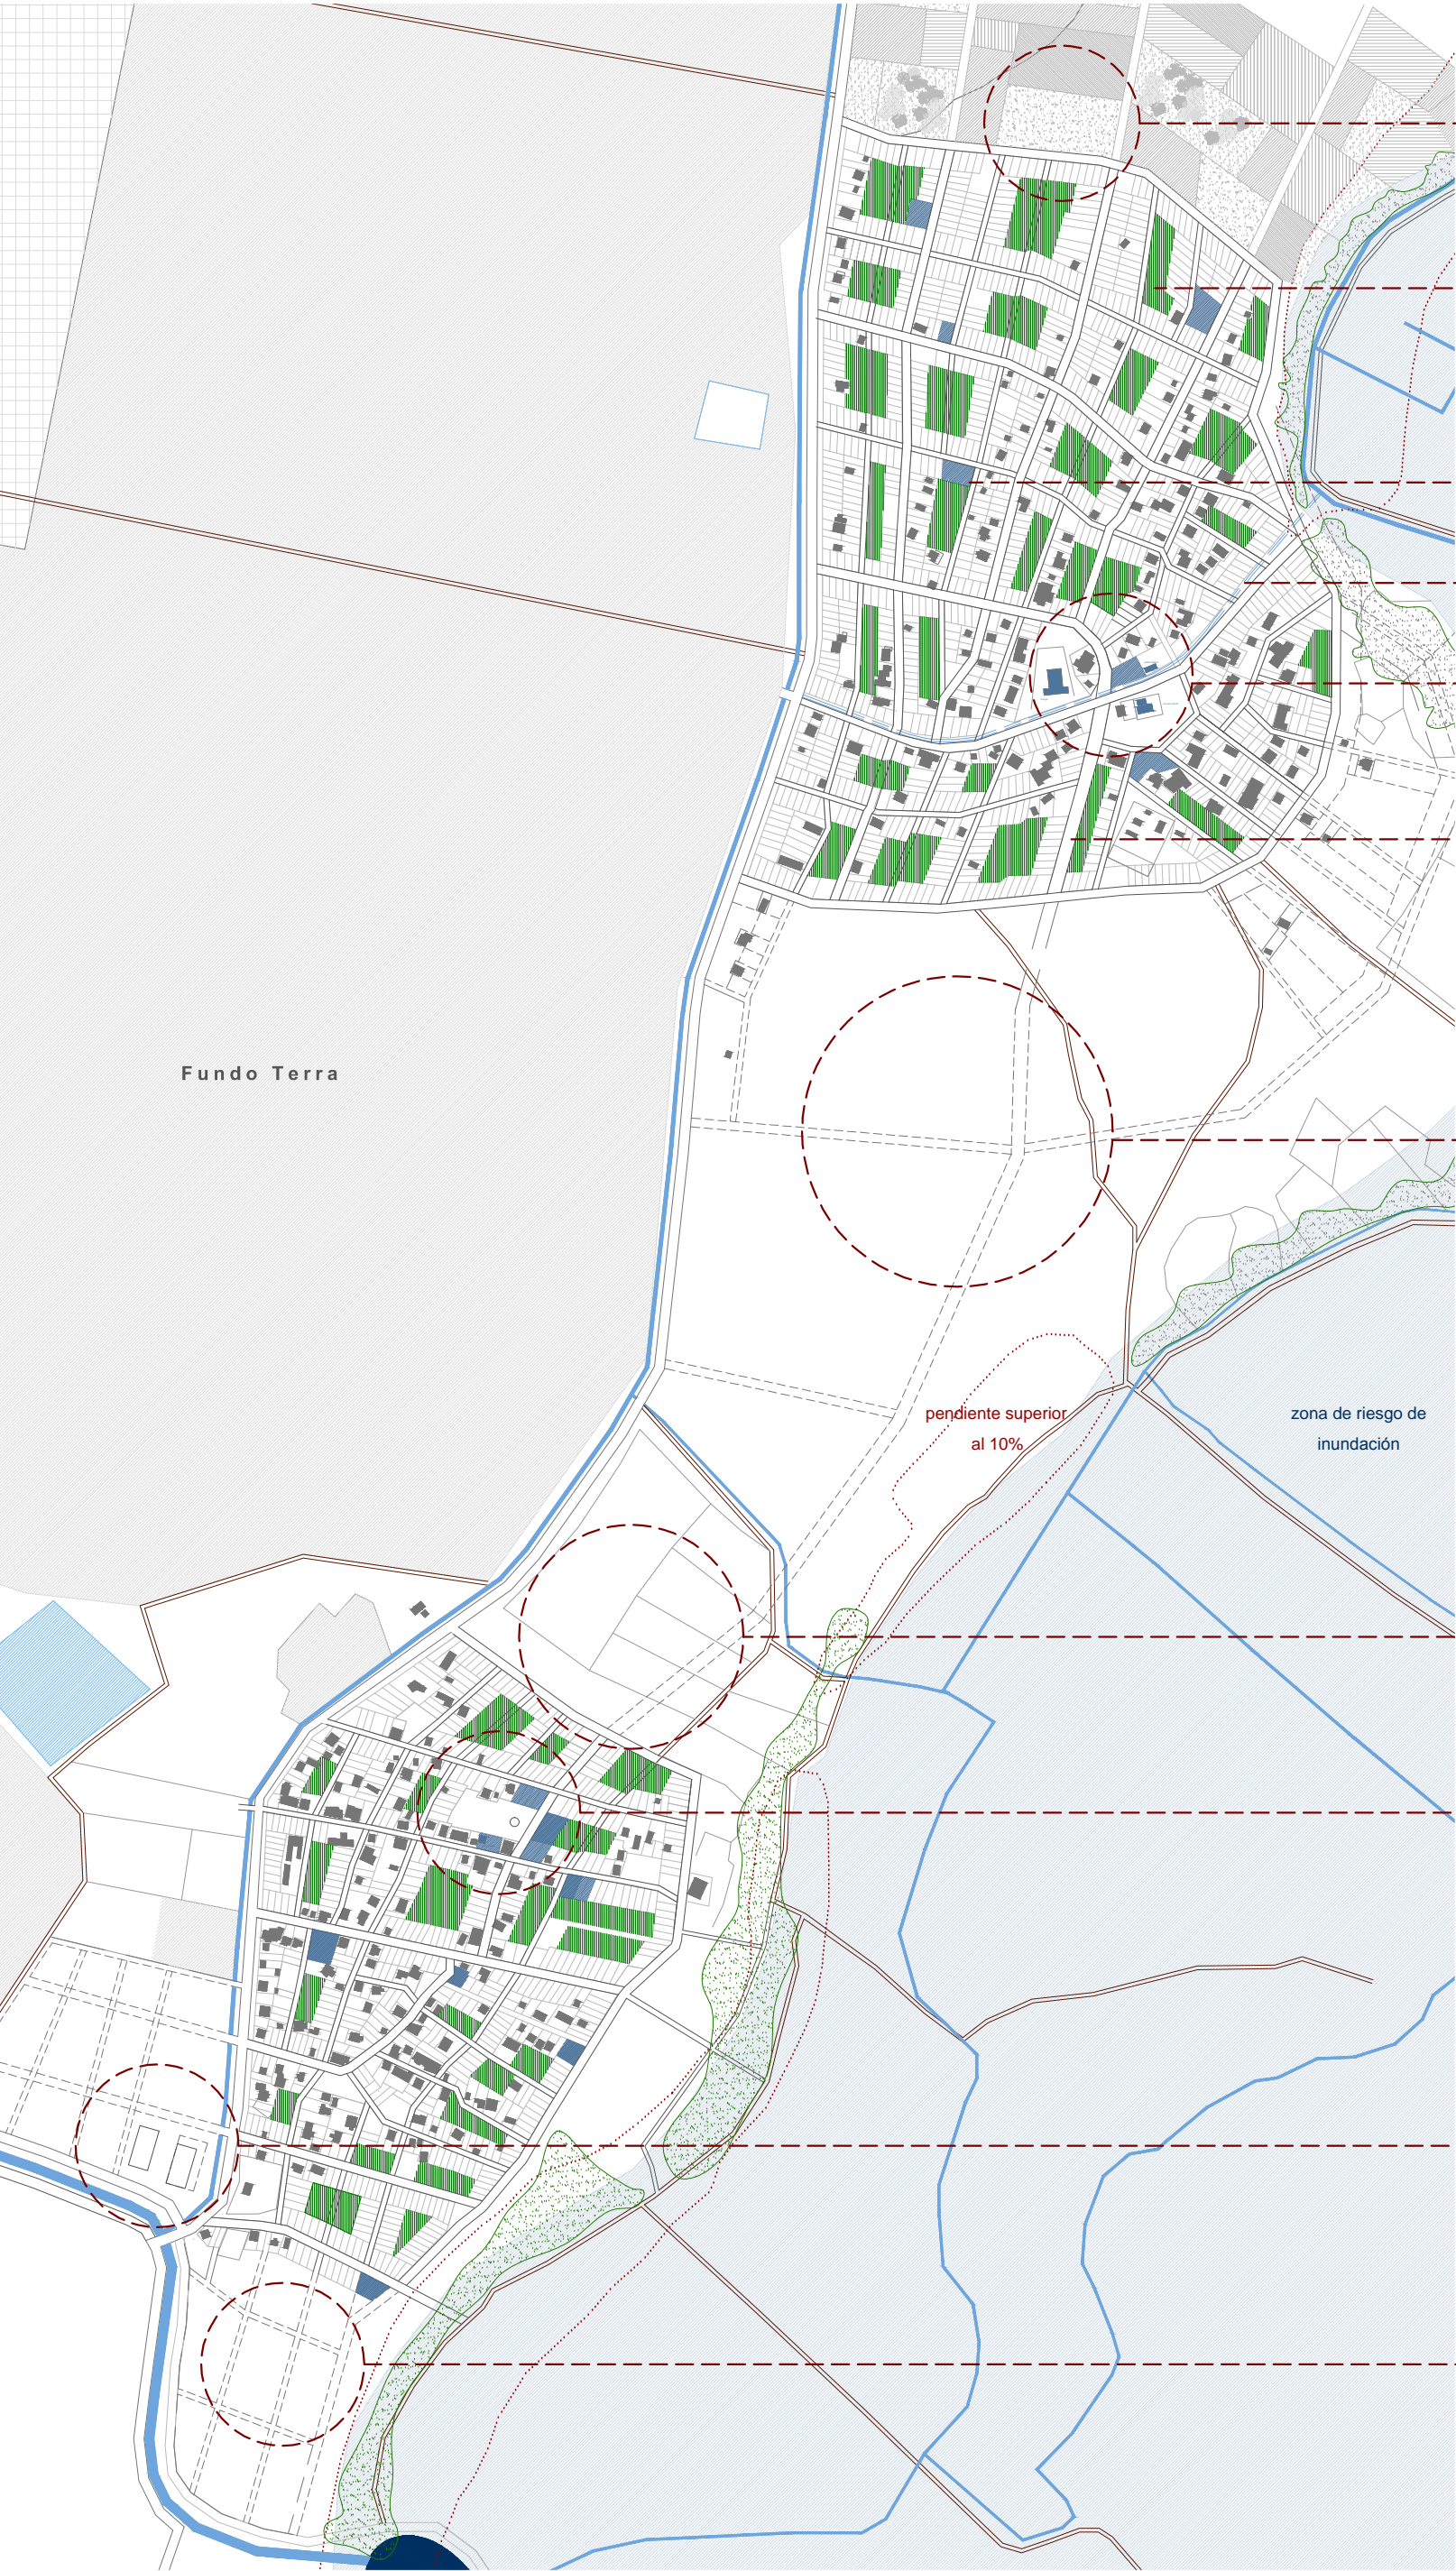 Fundo Terra
pendiente superior
al 10%
zona de riesgo de
inundación